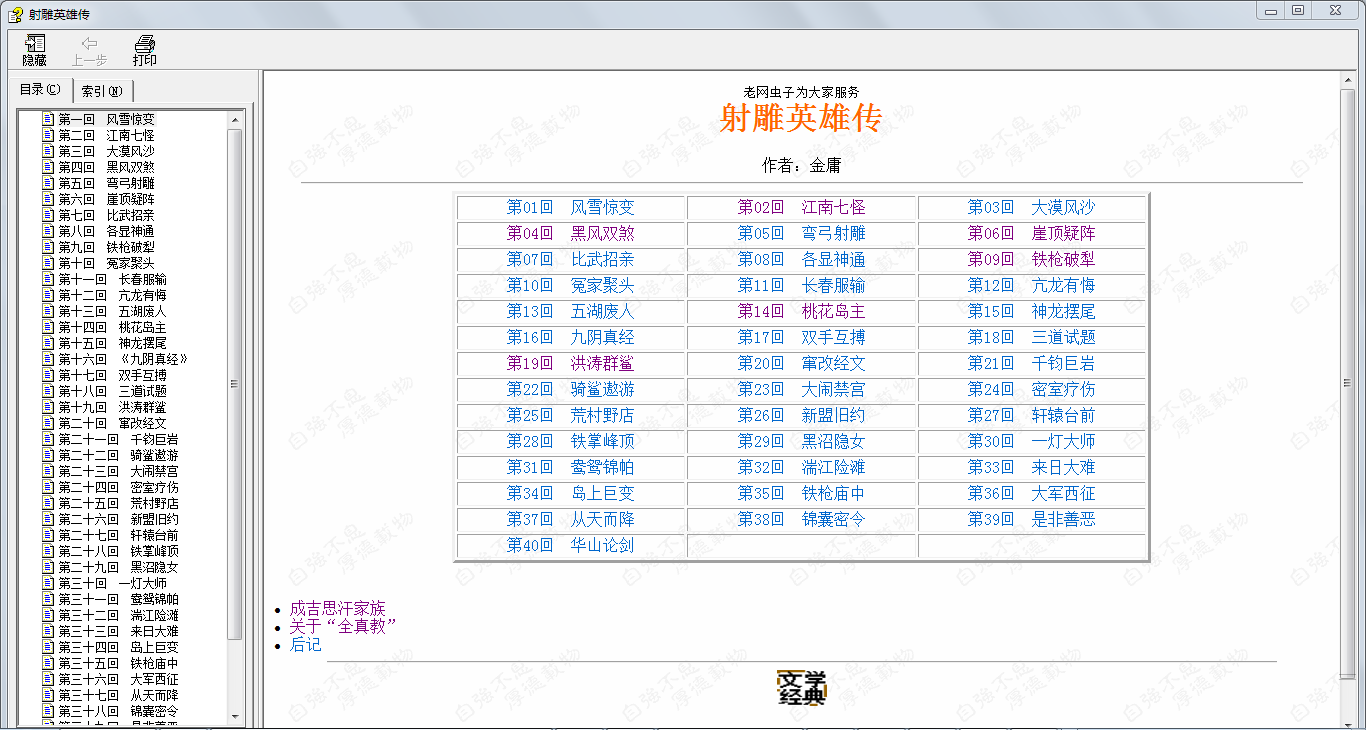 射雕英雄传
隐藏 上一步 打印
目录(C) 索引(N)
第一回 风雪惊变
第二回 江南七怪
第三回 大漠风沙
第四回 黑风双煞
第五回 弯弓射雕
第六回 崖顶疑阵
第七回 比武招亲
第八回 各显神通
第九回 铁枪破犁
第十回 冤家聚头
第十一回 长春服输
第十二回 亢龙有悔
第十三回 五湖废人
第十四回 桃花岛主
第十五回 神龙摆尾
第十六回 《九阴真经》
第十七回 双手互搏
第十八回 三道试题
第十九回 洪涛群鲨
第二十回 窜改经文
第二十一回 千钧巨岩
第二十二回 骑鲨遨游
第二十三回 大闹禁宫
第二十四回 密室疗伤
第二十五回 荒村野店
第二十六回 新盟旧约
第二十七回 轩辕台前
第二十八回 铁掌峰顶
第二十九回 黑沼隐女
第三十回 一灯大师
第三十一回 鸯鸳锦帕
第三十二回 湍江险滩
第三十三回 来日大难
第三十四回 岛上巨变
第三十五回 铁枪庙中
第三十六回 大军西征
第三十七回 从天而降
第三十八回 锦囊密令
第三十九回 是非善恶
老网虫子为大家服务
射雕英雄传
作者：金庸
第01回 风雪惊变 第02回 江南七怪 第03回 大漠风沙
第04回 黑风双煞 第05回 弯弓射雕 第06回 崖顶疑阵
第07回 比武招亲 第08回 各显神通 第09回 铁枪破犁
第10回 冤家聚头 第11回 长春服输 第12回 亢龙有悔
第13回 五湖废人 第14回 桃花岛主 第15回 神龙摆尾
第16回 九阴真经 第17回 双手互搏 第18回 三道试题
第19回 洪涛群鲨 第20回 窜改经文 第21回 千钧巨岩
第22回 骑鲨遨游 第23回 大闹禁宫 第24回 密室疗伤
第25回 荒村野店 第26回 新盟旧约 第27回 轩辕台前
第28回 铁掌峰顶 第29回 黑沼隐女 第30回 一灯大师
第31回 鸯鸳锦帕 第32回 湍江险滩 第33回 来日大难
第34回 岛上巨变 第35回 铁枪庙中 第36回 大军西征
第37回 从天而降 第38回 锦囊密令 第39回 是非善恶
第40回 华山论剑
成吉思汗家族
关于“全真教”
后记
文学
经典